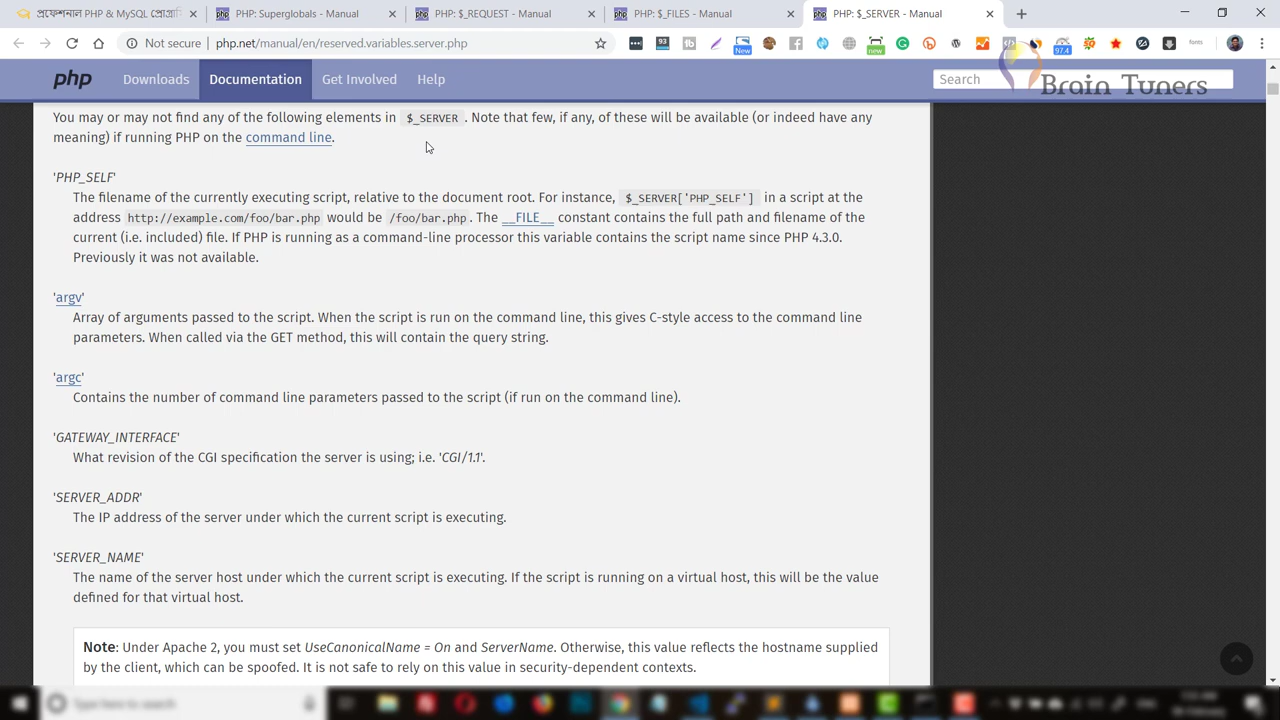 প্রফেশনাল PHP & MySQL
PHP: Superglobals - Manual
PHP: $_REQUEST - Manual
PHP: $_FILES - Manual
PHP: $_SERVER - Manual
Not secure
php.net/manual/en/reserved.variables.server.php
93
New
new
97.4
fonts
php
Downloads
Documentation
Get Involved
Help
Search
Brain Tuners
You may or may not find any of the following elements in $_SERVER . Note that few, if any, of these will be available (or indeed have any
meaning) if running PHP on the command line.
'PHP_SELF'
The filename of the currently executing script, relative to the document root. For instance, $_SERVER['PHP_SELF'] in a script at the
address http://example.com/foo/bar.php would be /foo/bar.php. The __FILE__ constant contains the full path and filename of the
current (i.e. included) file. If PHP is running as a command-line processor this variable contains the script name since PHP 4.3.0.
Previously it was not available.
'argv'
Array of arguments passed to the script. When the script is run on the command line, this gives C-style access to the command line
parameters. When called via the GET method, this will contain the query string.
'argc'
Contains the number of command line parameters passed to the script (if run on the command line).
'GATEWAY_INTERFACE'
What revision of the CGI specification the server is using; i.e. 'CGI/1.1'.
'SERVER_ADDR'
The IP address of the server under which the current script is executing.
'SERVER_NAME'
The name of the server host under which the current script is executing. If the script is running on a virtual host, this will be the value
defined for that virtual host.
Note: Under Apache 2, you must set UseCanonicalName = On and ServerName. Otherwise, this value reflects the hostname supplied
by the client, which can be spoofed. It is not safe to rely on this value in security-dependent contexts.
Type here to search